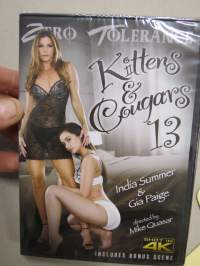 ZERO TOLERANCE
Kittens
& Cougars
13
India Summer
& Gia Paige
directed by
Mike Quasar
SHOT IN
4K
INCLUDES BONUS SCENE